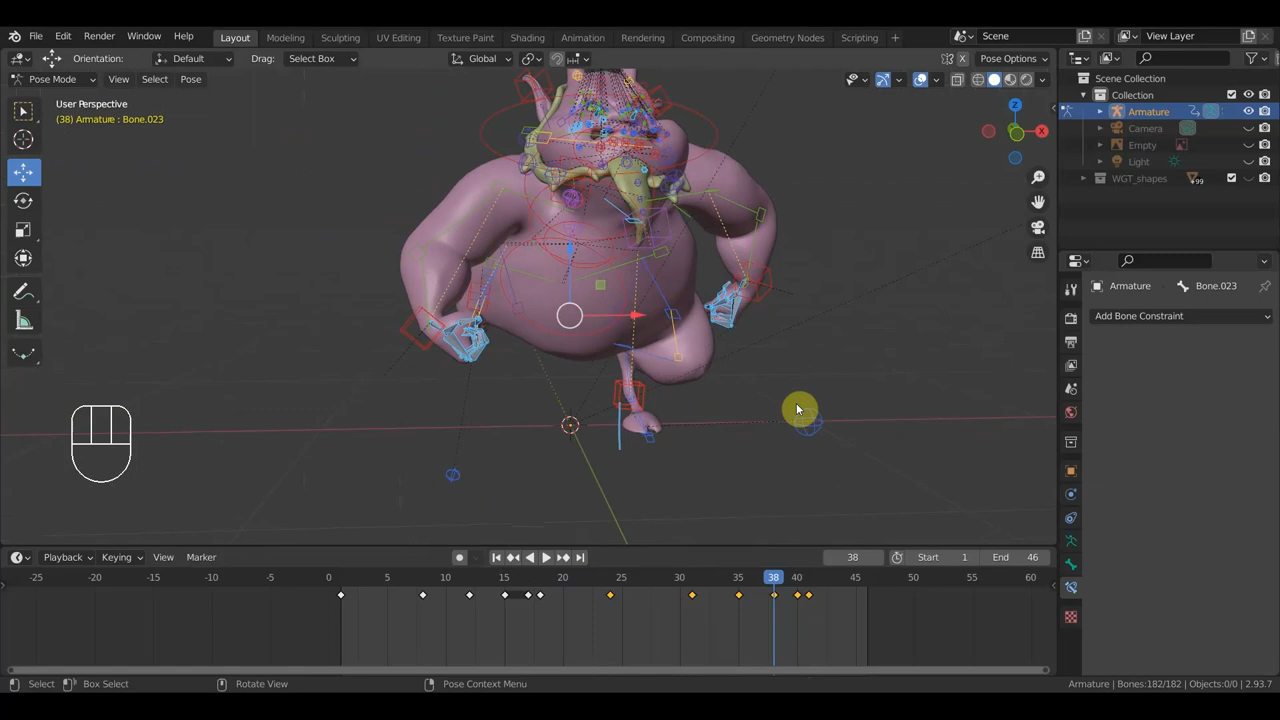 File Edit Render Window Help Layout Modeling Sculpting UV Editing Texture Paint Shading Animation Rendering Compositing Geometry Nodes Scripting + Scene View Layer
Orientation: Default Drag: Select Box Global Pose Options
Pose Mode View Select Pose
User Perspective
(38) Armature : Bone.023
Z
X
Scene Collection
Collection
Armature
Camera
Empty
Light
WGT_shapes 99
Armature Bone.023
Add Bone Constraint
Playback Keying View Marker 38 Start 1 End 46
-25 -20 -15 -10 -5 0 5 10 15 20 25 30 35 38 40 45 50 55 60
Select Box Select Rotate View Pose Context Menu Armature | Bones:182/182 | Objects:0/0 | 2.93.7